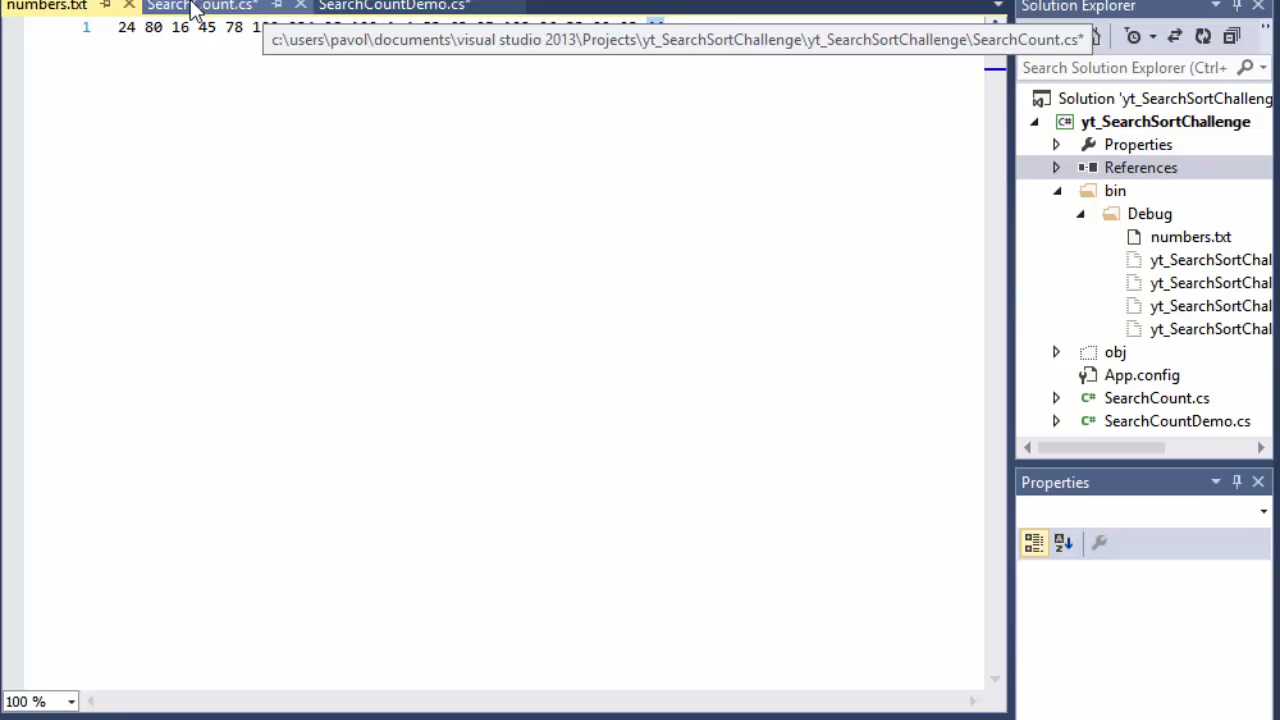 numbers.txt
SearchCount.cs*
SearchCountDemo.cs*
1 24 80 16 45 78
c:\users\pavol\documents\visual studio 2013\Projects\yt_SearchSortChallenge\yt_SearchSortChallenge\SearchCount.cs*
100 %
Solution Explorer
Search Solution Explorer (Ctrl+
Solution 'yt_SearchSortChalleng
yt_SearchSortChallenge
Properties
References
bin
Debug
numbers.txt
yt_SearchSortChal
yt_SearchSortChal
yt_SearchSortChal
yt_SearchSortChal
obj
App.config
SearchCount.cs
SearchCountDemo.cs
Properties